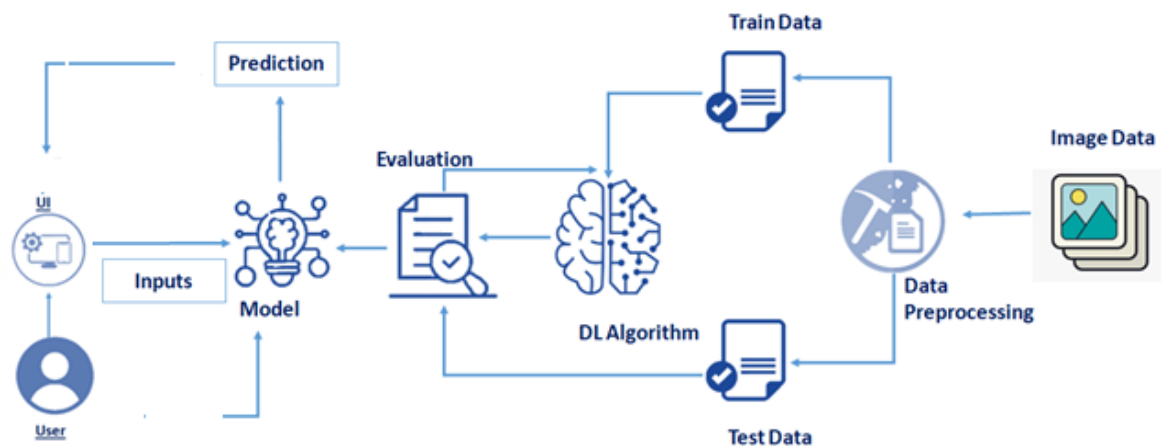 Train Data
Prediction
Image Data
Evaluation
UI
Inputs
Model
Data
Preprocessing
DL Algorithm
User
Test Data